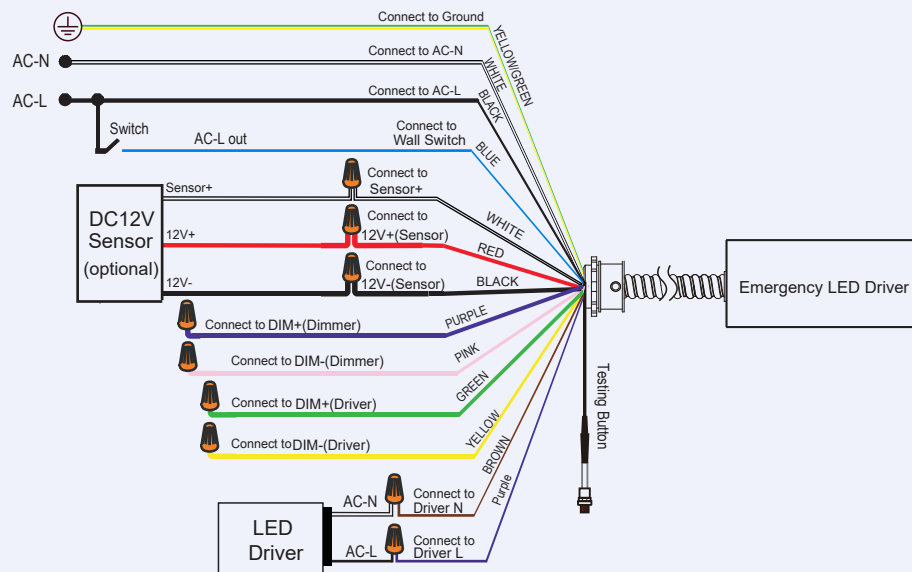 Connect to Ground
YELLOW/GREEN
AC-N
Connect to AC-N
WHITE
AC-L
Connect to AC-L
BLACK
Switch
AC-L out
Connect to
Wall Switch
BLUE
DC12V
Sensor
(optional)
Sensor+
Connect to
Sensor+
WHITE
12V+
Connect to
12V+(Sensor)
RED
12V-
Connect to
12V-(Sensor)
BLACK
Emergency LED Driver
Connect to DIM+(Dimmer)
PURPLE
Connect to DIM-(Dimmer)
PINK
Connect to DIM+(Driver)
GREEN
Connect to DIM-(Driver)
YELLOW
BROWN
Purple
Testing Button
LED
Driver
AC-N
Connect to
Driver N
AC-L
Connect to
Driver L